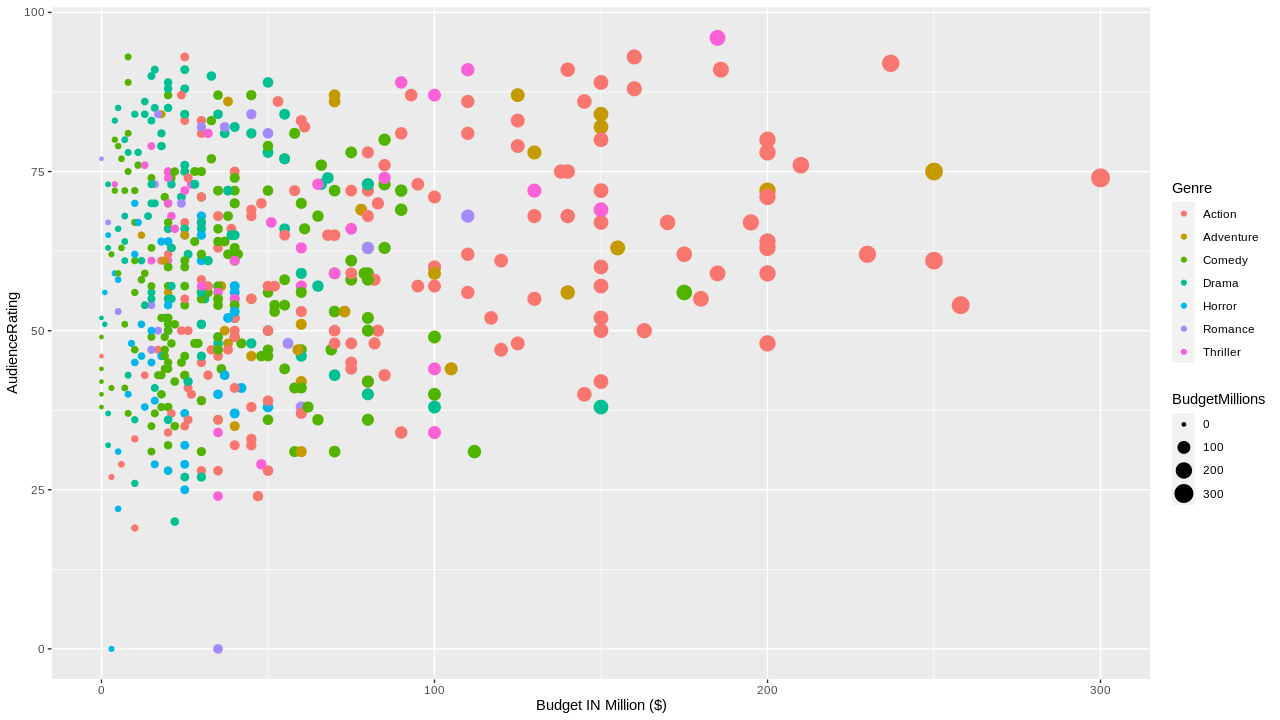 100
75
50
25
0
AudienceRating
0
100
200
300
Budget IN Million ($)
Genre
Action
Adventure
Comedy
Drama
Horror
Romance
Thriller
BudgetMillions
0
100
200
300